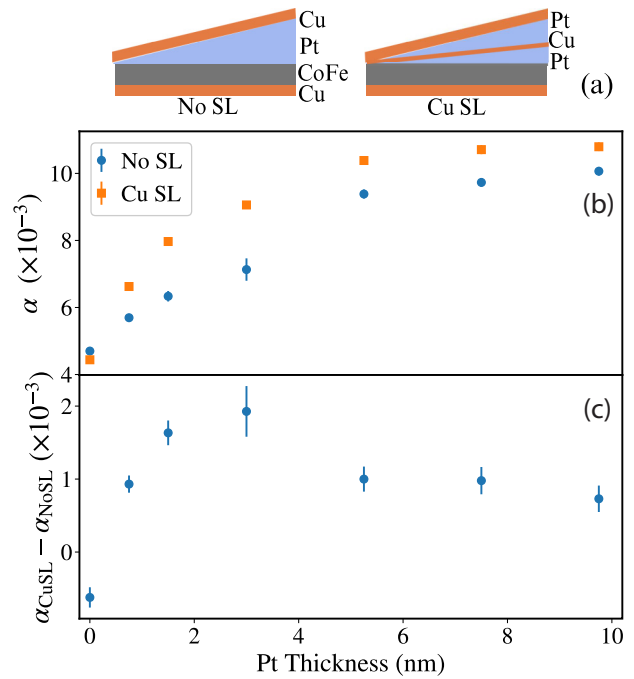 Cu
Pt
CoFe
Cu
No SL
Pt
Cu
Pt
Cu SL
(a)
No SL
Cu SL
(b)
10
8
6
4
α (×10⁻³)
(c)
2
1
0
α_CuSL − α_NoSL (×10⁻³)
0 2 4 6 8 10
Pt Thickness (nm)